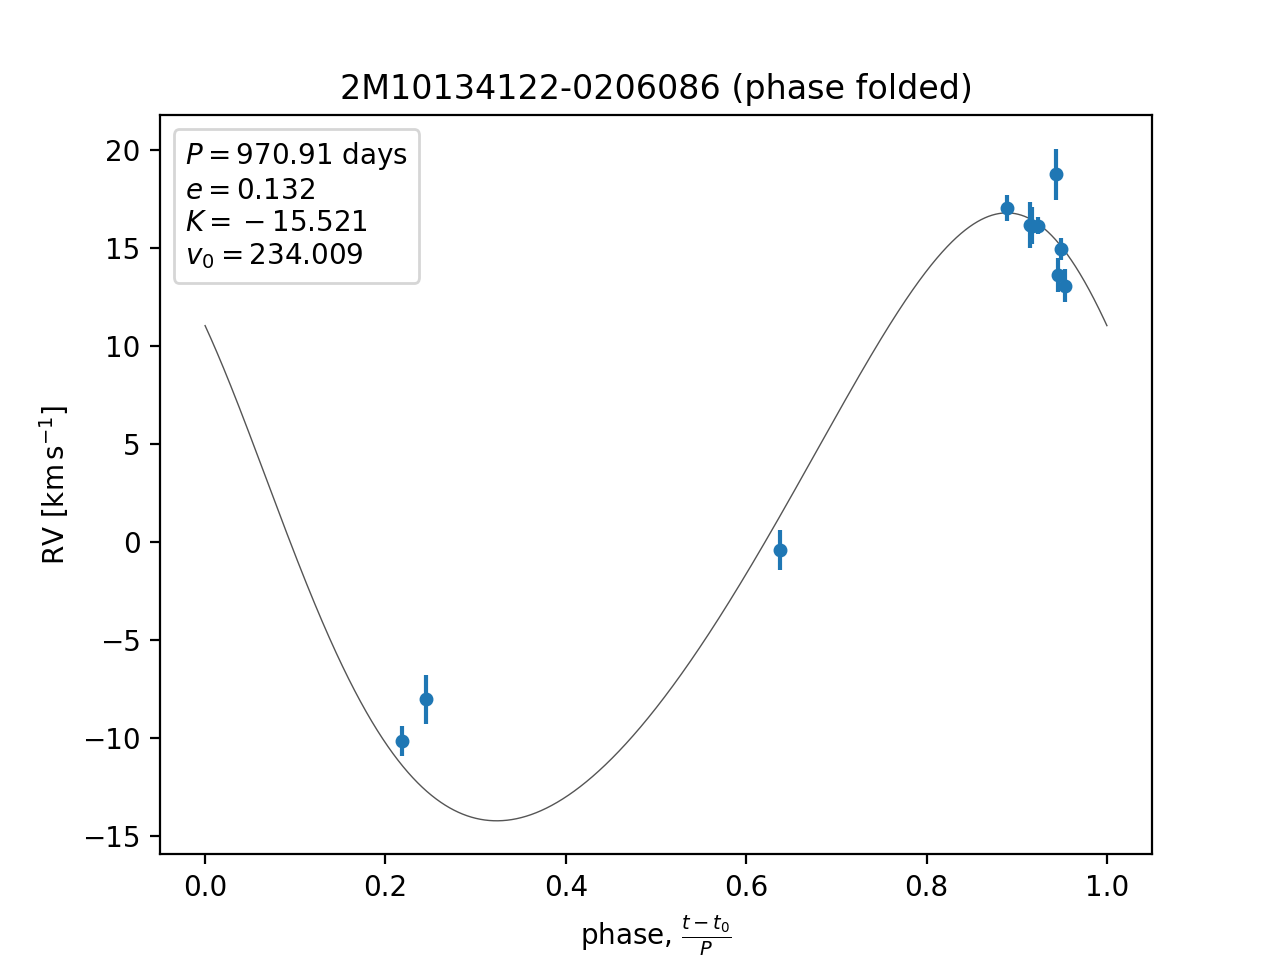 2M10134122-0206086 (phase folded)
P = 970.91 days
e = 0.132
K = −15.521
v₀ = 234.009
20
15
10
5
0
−5
−10
−15
RV [km s⁻¹]
0.0 0.2 0.4 0.6 0.8 1.0
phase, (t − t₀)/P